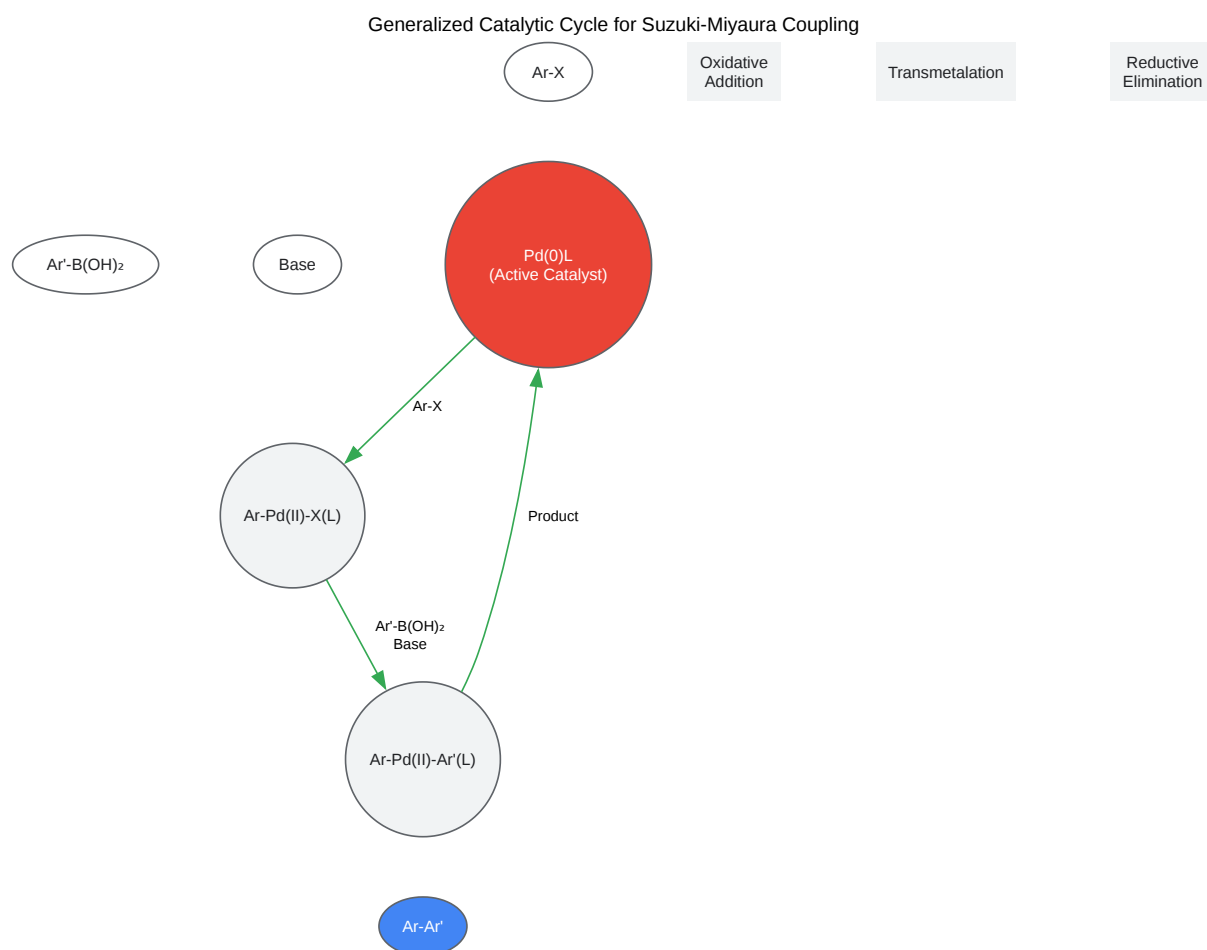 Generalized Catalytic Cycle for Suzuki-Miyaura Coupling
Ar-X
Oxidative
Addition
Transmetalation
Reductive
Elimination
Ar'-B(OH)₂
Base
Pd(0)L
(Active Catalyst)
Ar-X
Ar-Pd(II)-X(L)
Product
Ar'-B(OH)₂
Base
Ar-Pd(II)-Ar'(L)
Ar-Ar'